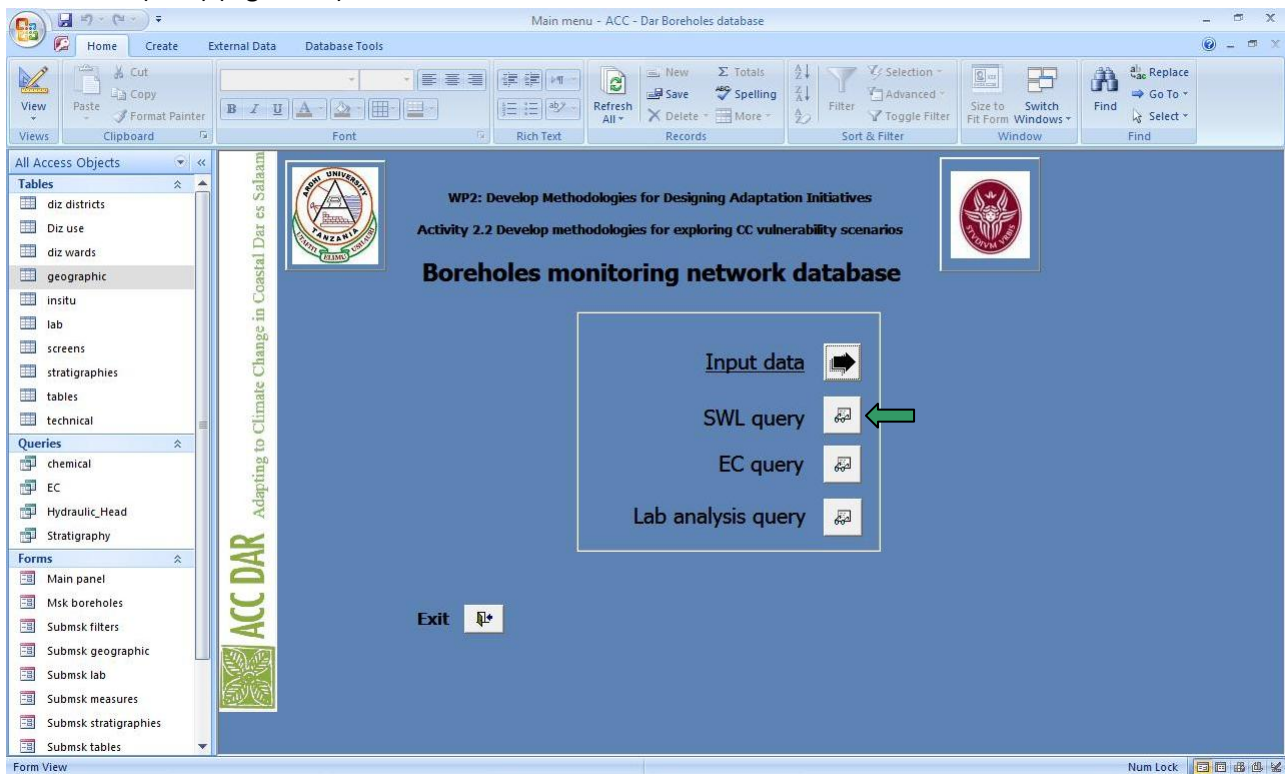 Main menu - ACC - Dar Boreholes database
Home Create External Data Database Tools
View
Paste
Cut
Copy
Format Painter
B I U A
Refresh All
New
Save
Delete
Totals
Spelling
More
Filter
Selection
Advanced
Toggle Filter
Size to Fit Form
Switch Windows
Find
Replace
Go To
Select
Views Clipboard Font Rich Text Records Sort & Filter Window Find
All Access Objects
Tables
diz districts
Diz use
diz wards
geographic
insitu
lab
screens
stratigraphies
tables
technical
Queries
chemical
EC
Hydraulic_Head
Stratigraphy
Forms
Main panel
Msk boreholes
Submsk filters
Submsk geographic
Submsk lab
Submsk measures
Submsk stratigraphies
Submsk tables
ACC DAR Adapting to Climate Change in Coastal Dar es Salaam
ARDHI UNIVERSITY
TANZANIA
STVDIVM VRBIS
WP2: Develop Methodologies for Designing Adaptation Initiatives
Activity 2.2 Develop methodologies for exploring CC vulnerability scenarios
Boreholes monitoring network database
Input data
SWL query
EC query
Lab analysis query
Exit
Form View
Num Lock